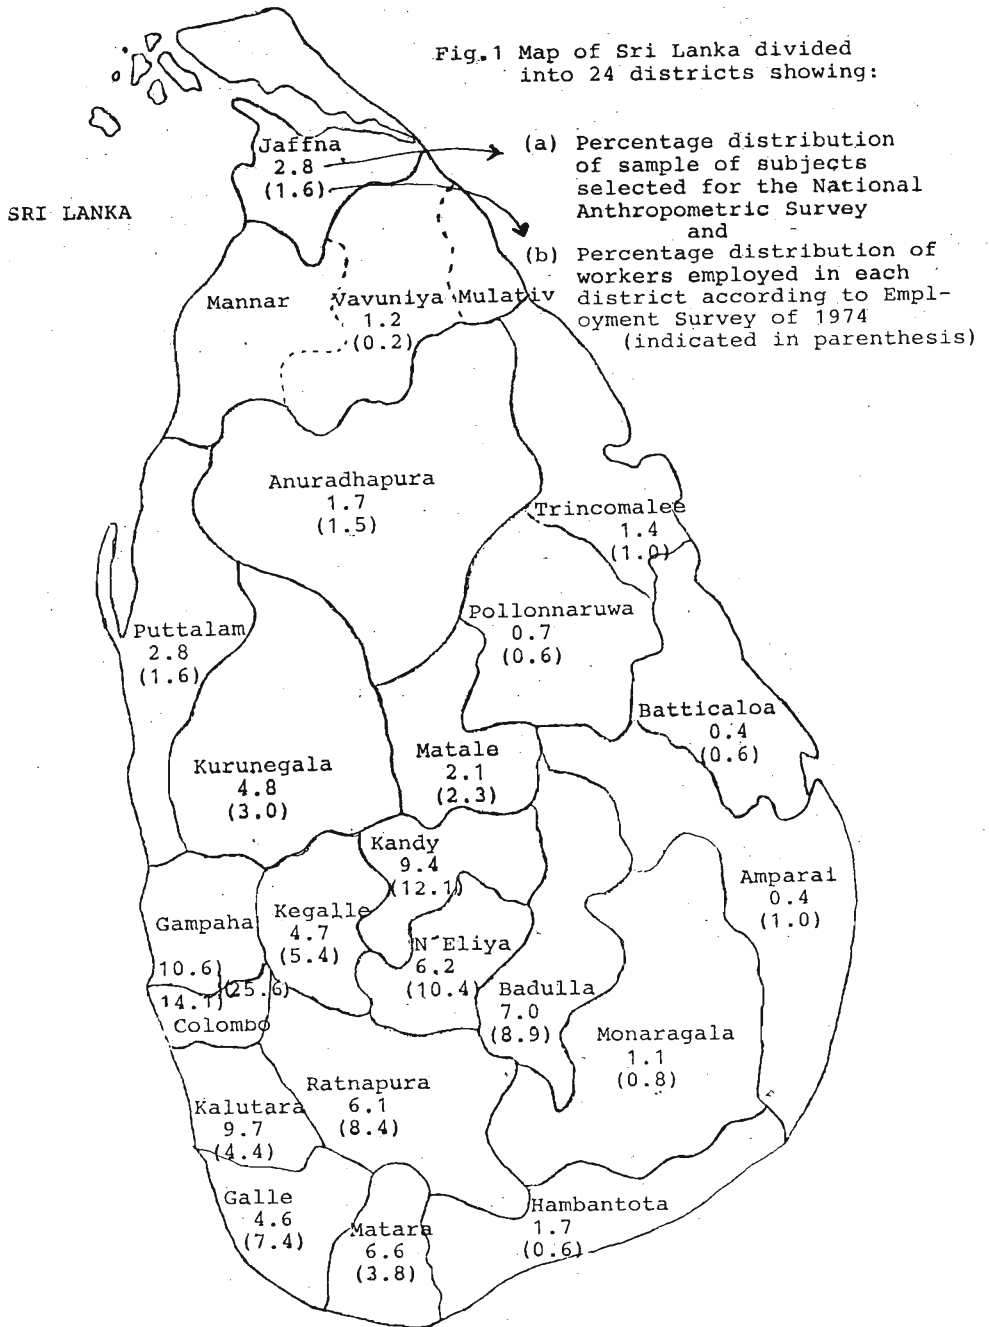 Fig.1 Map of Sri Lanka divided
into 24 districts showing:
(a) Percentage distribution
of sample of subjects
selected for the National
Anthropometric Survey
and
(b) Percentage distribution of
workers employed in each
district according to Empl-
oyment Survey of 1974
(indicated in parenthesis)
SRI LANKA
Jaffna
2.8
(1.6)
Mannar
Vavuniya
1.2
(0.2)
Mulativ
Anuradhapura
1.7
(1.5)
Trincomalee
1.4
(1.0)
Pollonnaruwa
0.7
(0.6)
Puttalam
2.8
(1.6)
Batticaloa
0.4
(0.6)
Kurunegala
4.8
(3.0)
Matale
2.1
(2.3)
Kandy
9.4
(12.1)
Amparai
0.4
(1.0)
Gampaha
10.6)
Kegalle
4.7
(5.4)
N´Eliya
6.2
(10.4)
(25.6)
14.1)
Colombo
Badulla
7.0
(8.9)
Monaragala
1.1
(0.8)
Ratnapura
6.1
(8.4)
Kalutara
9.7
(4.4)
Galle
4.6
(7.4)
Matara
6.6
(3.8)
Hambantota
1.7
(0.6)